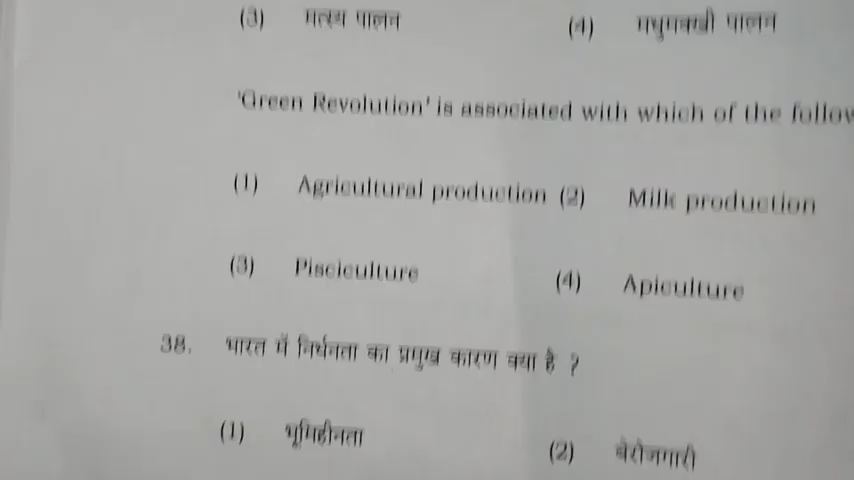 (3) मत्स्य पालन (4) मधुमक्खी पालन
'Green Revolution' is associated with which of the
(1) Agricultural production (2) Milk production
(3) Pisciculture (4) Apiculture
38. भारत में निर्धनता का प्रमुख कारण क्या है ?
(1) भूमिहीनता (2) बेरोजगारी